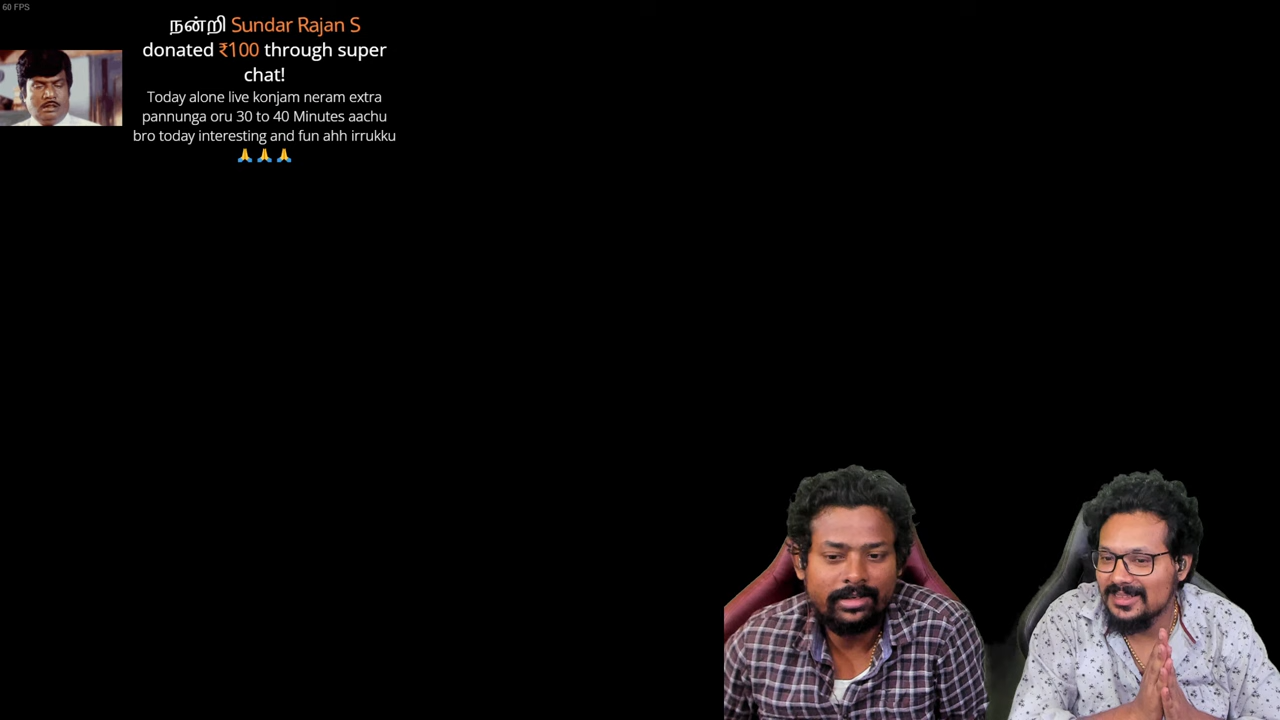 60 FPS
நன்றி Sundar Rajan S
donated ₹100 through super
chat!
Today alone live konjam neram extra
pannunga oru 30 to 40 Minutes aachu
bro today interesting and fun ahh irrukku
🙏🙏🙏